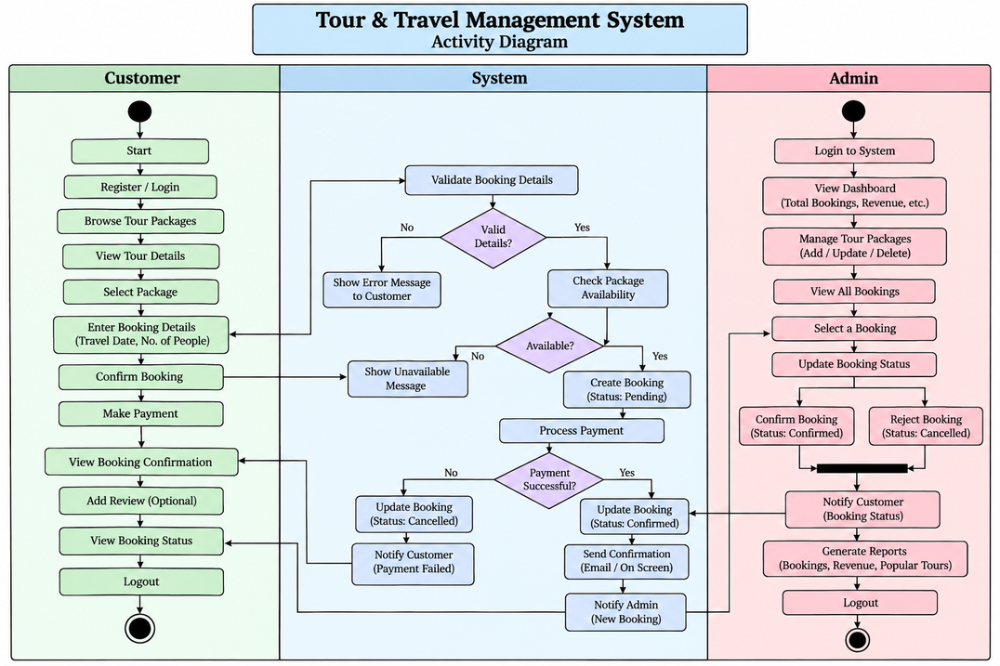 Tour & Travel Management System
Activity Diagram
Customer
System
Admin
Start
Register / Login
Browse Tour Packages
View Tour Details
Select Package
Enter Booking Details
(Travel Date, No. of People)
Confirm Booking
Make Payment
View Booking Confirmation
Add Review (Optional)
View Booking Status
Logout
Validate Booking Details
Valid
Details?
No
Yes
Show Error Message
to Customer
Check Package
Availability
Available?
No
Yes
Show Unavailable
Message
Create Booking
(Status: Pending)
Process Payment
Payment
Successful?
No
Yes
Update Booking
(Status: Cancelled)
Notify Customer
(Payment Failed)
Update Booking
(Status: Confirmed)
Send Confirmation
(Email / On Screen)
Notify Admin
(New Booking)
Login to System
View Dashboard
(Total Bookings, Revenue, etc.)
Manage Tour Packages
(Add / Update / Delete)
View All Bookings
Select a Booking
Update Booking Status
Confirm Booking
(Status: Confirmed)
Reject Booking
(Status: Cancelled)
Notify Customer
(Booking Status)
Generate Reports
(Bookings, Revenue, Popular Tours)
Logout